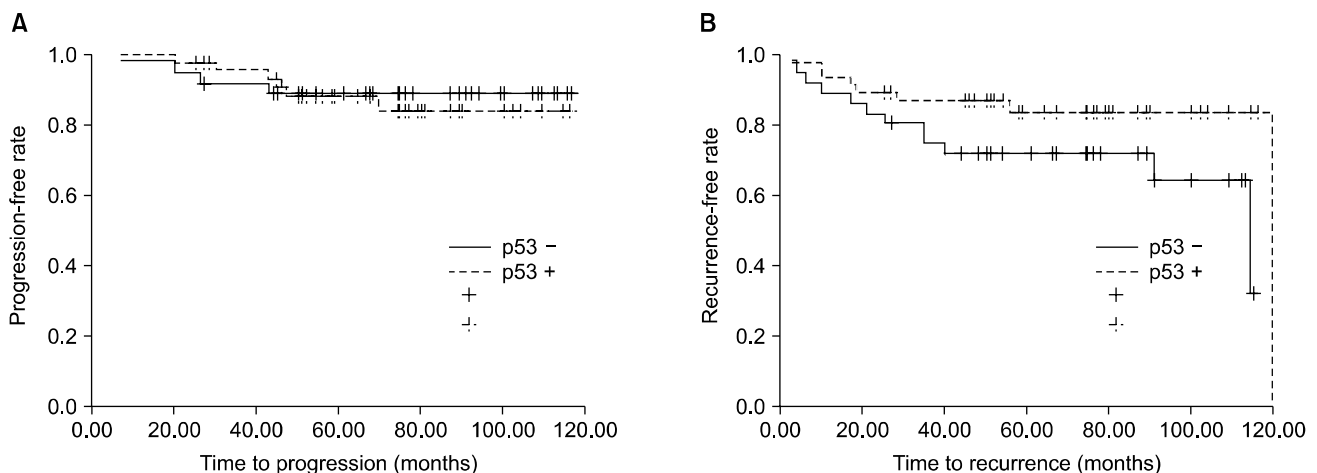 A
1.0
0.8
0.6
0.4
0.2
0.0
Progression-free rate
p53 −
p53 +
0.00 20.00 40.00 60.00 80.00 100.00 120.00
Time to progression (months)
B
1.0
0.8
0.6
0.4
0.2
0.0
Recurrence-free rate
p53 −
p53 +
0.00 20.00 40.00 60.00 80.00 100.00 120.00
Time to recurrence (months)